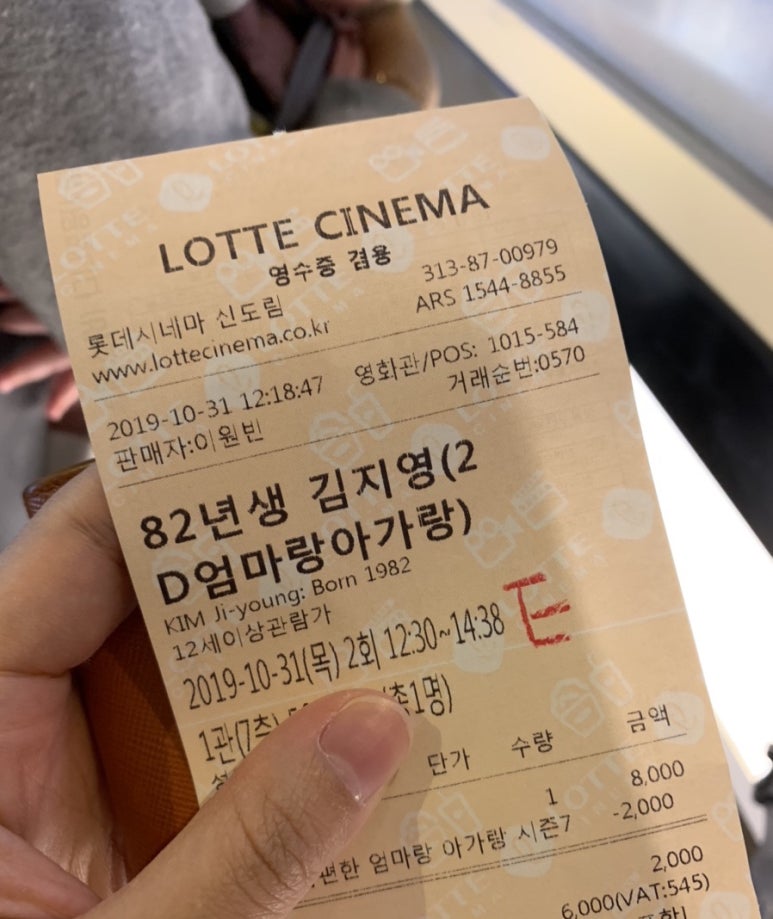 LOTTE CINEMA
영수증 겸용
313-87-00979
롯데시네마 신도림 ARS 1544-8855
www.lottecinema.co.kr
영화관/POS: 1015-584
2019-10-31 12:18:47 거래순번:0570
판매자:이원빈
82년생 김지영(2
D엄마랑아가랑)
KIM Ji-young: Born 1982
12세이상관람가
2019-10-31(목) 2회 12:30~14:38
1관(7층) 1명)
단가 수량 금액
1 8,000
편한 엄마랑 아가랑 시즌7 -2,000
2,000
6,000(VAT:545)